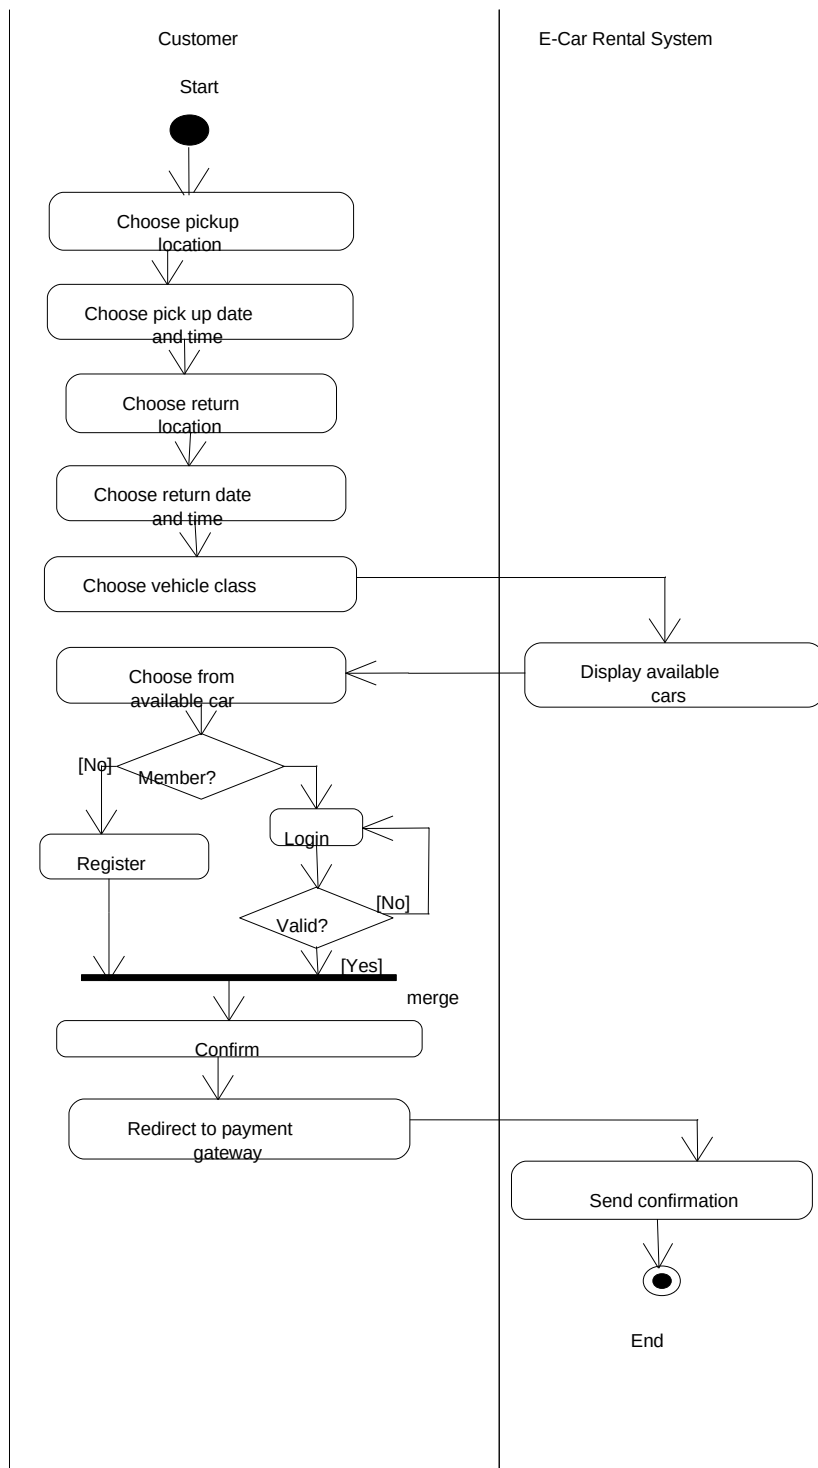 Customer
E-Car Rental System
Start
Choose pickup
location
Choose pick up date
and time
Choose return
location
Choose return date
and time
Choose vehicle class
Display available
cars
Choose from
available car
[No]
Member?
Login
Register
[No]
Valid?
[Yes]
merge
Confirm
Redirect to payment
gateway
Send confirmation
End